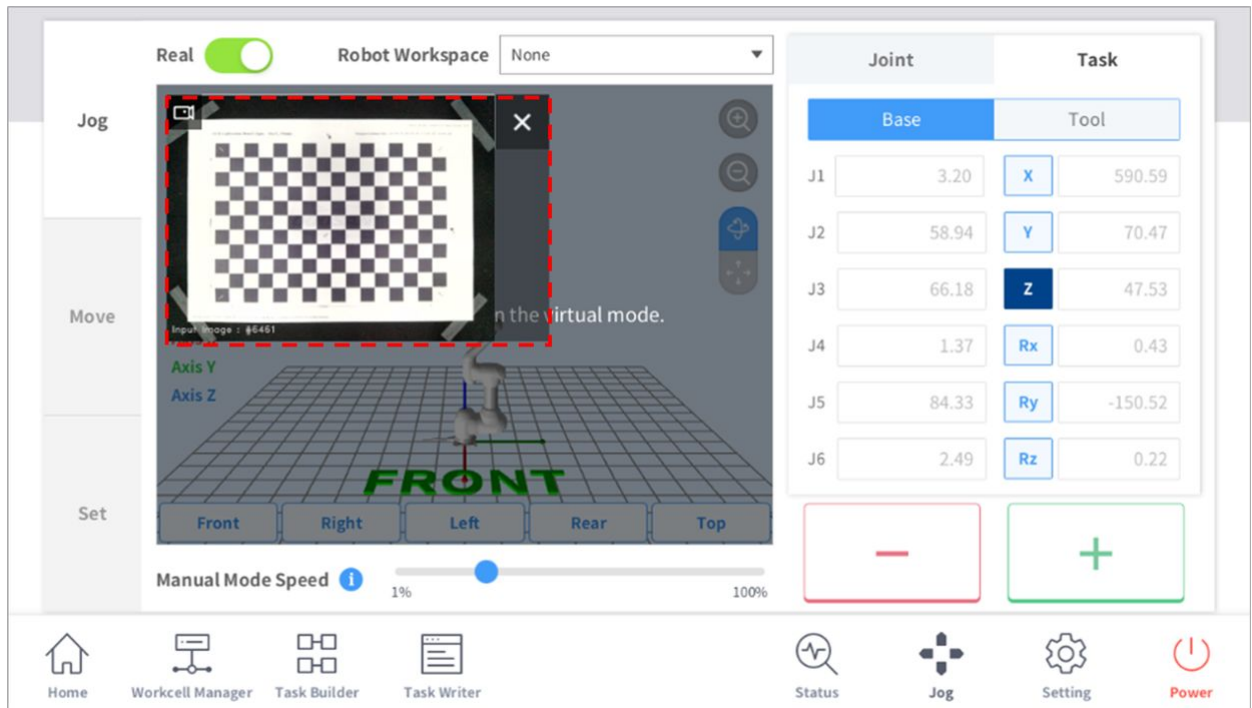 Real
Robot Workspace
None
Joint
Task
Jog
Base
Tool
J1
3.20
X
590.59
J2
58.94
Y
70.47
J3
66.18
Z
47.53
Move
Input Image : #6461
n the virtual mode.
J4
1.37
Rx
0.43
Axis Y
Axis Z
J5
84.33
Ry
-150.52
J6
2.49
Rz
0.22
FRONT
Set
Front
Right
Left
Rear
Top
Manual Mode Speed
i
1%
100%
Home
Workcell Manager
Task Builder
Task Writer
Status
Jog
Setting
Power